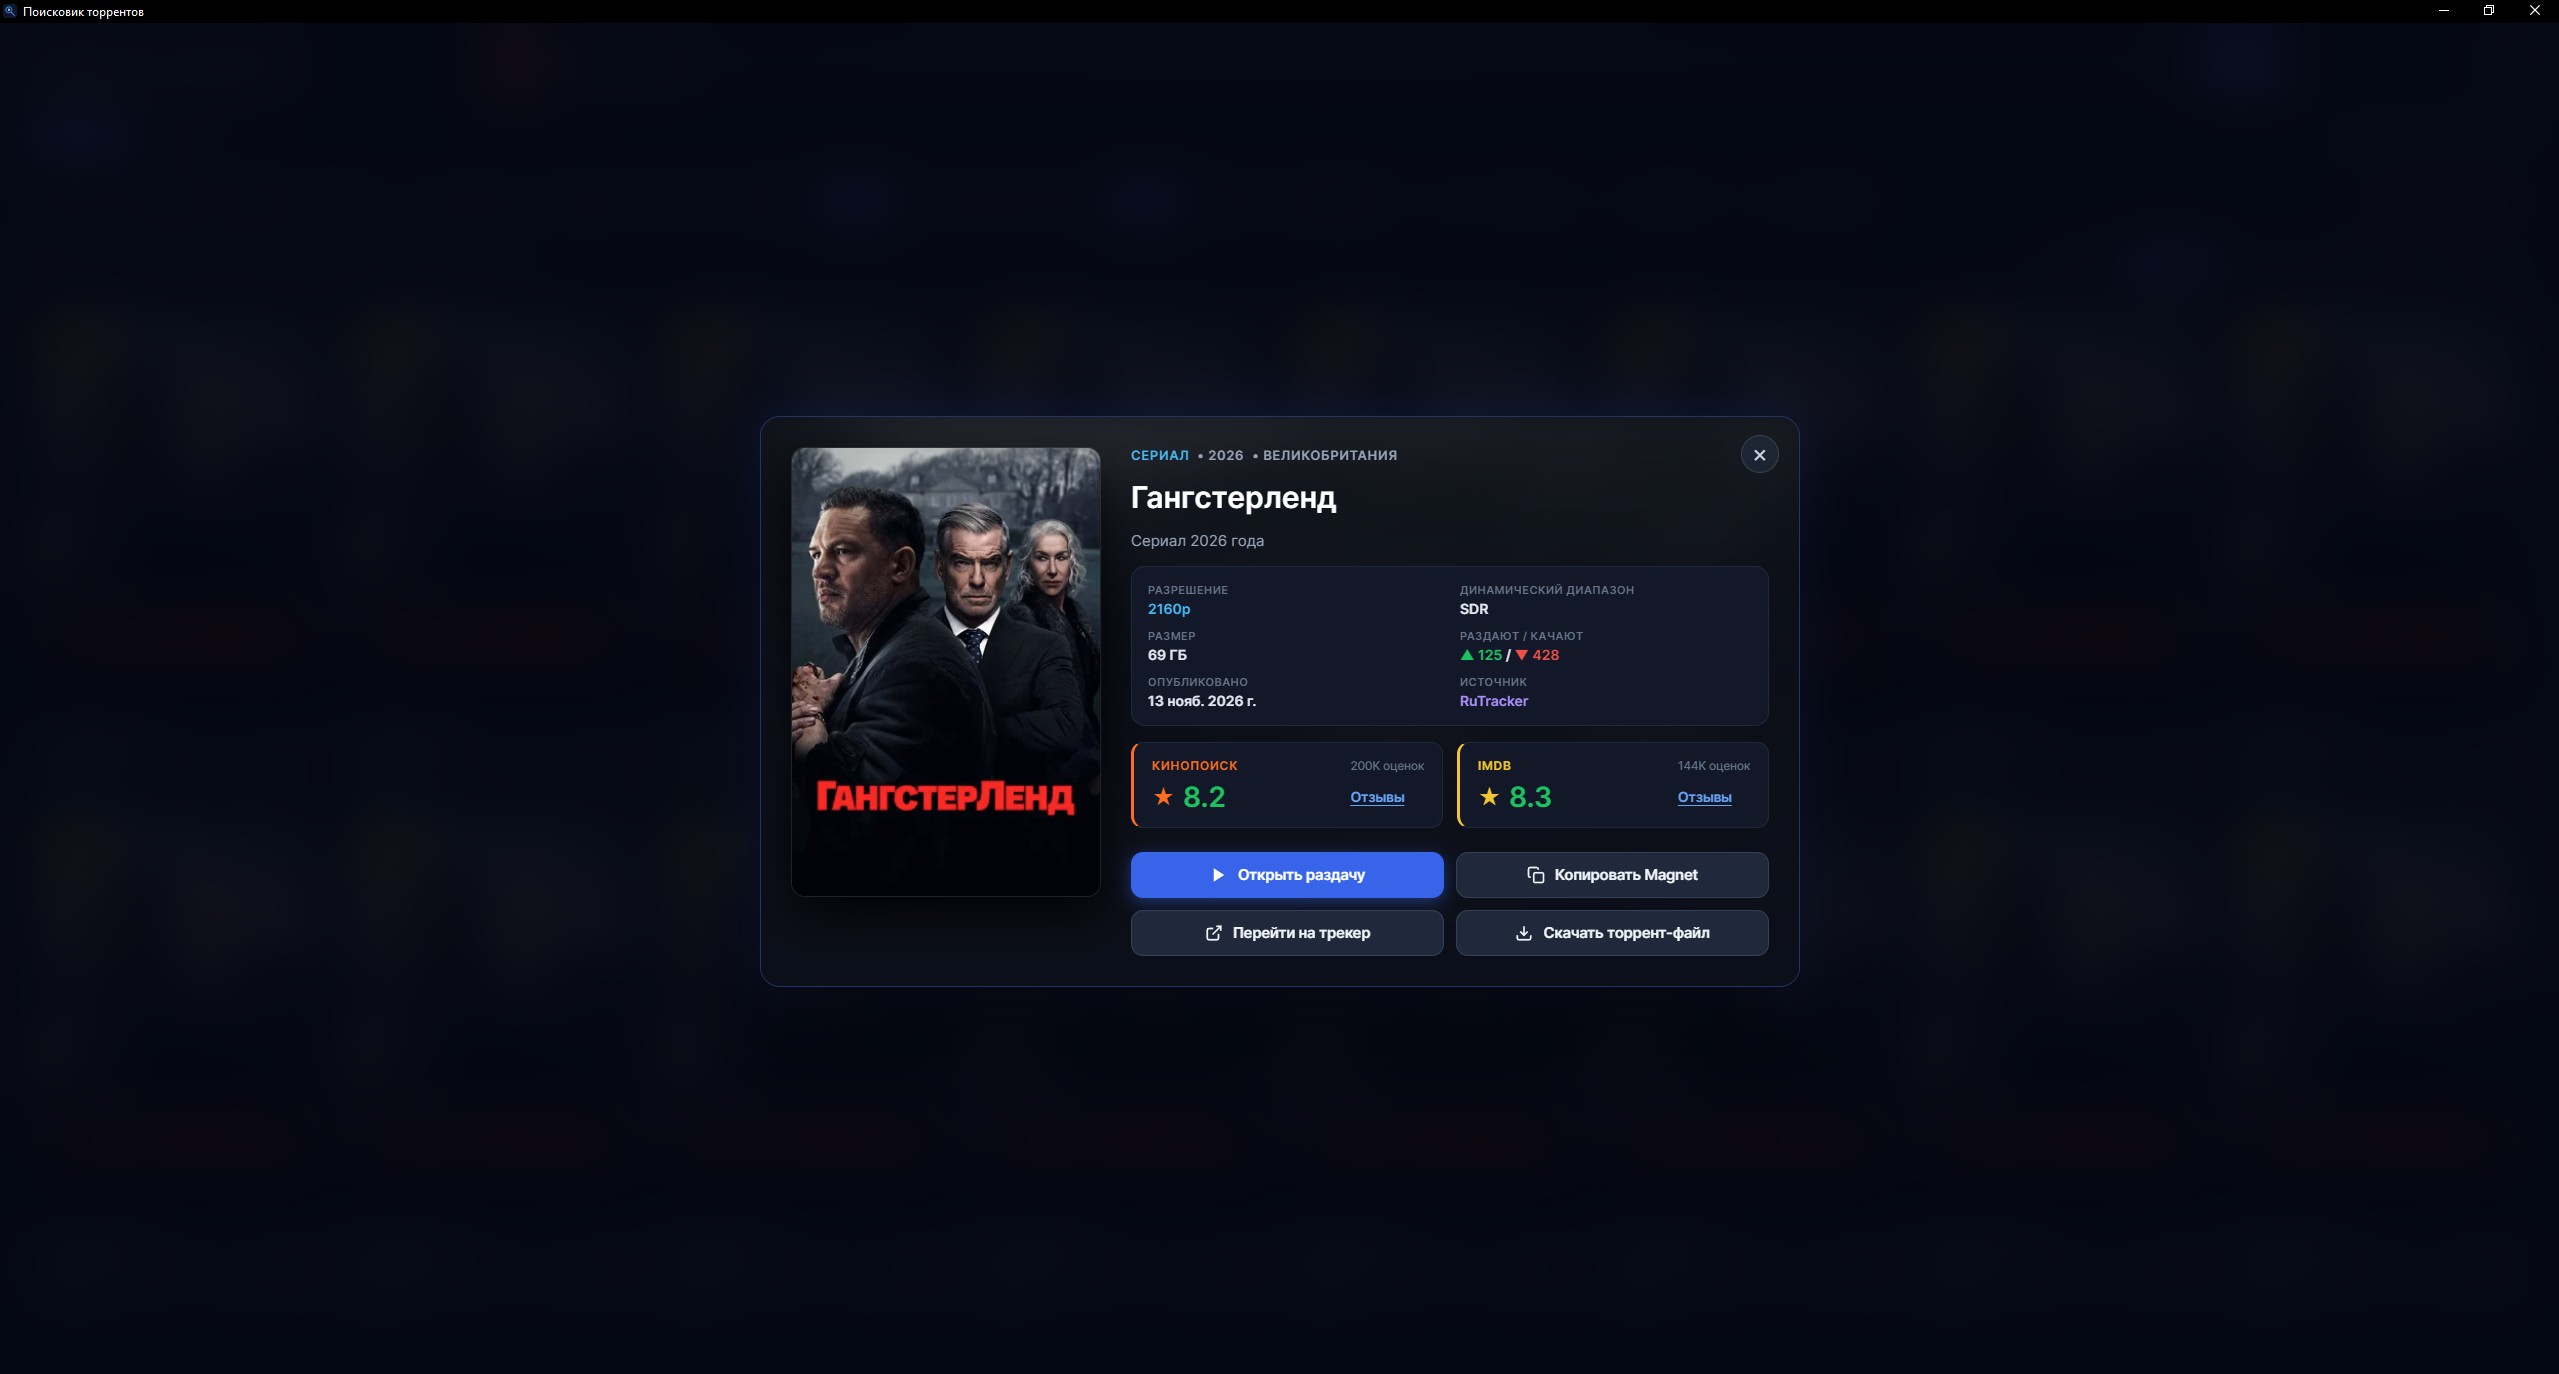 Поисковик торрентов
СЕРИАЛ • 2026 • ВЕЛИКОБРИТАНИЯ
Гангстерленд
Сериал 2026 года
РАЗРЕШЕНИЕ
2160p
ДИНАМИЧЕСКИЙ ДИАПАЗОН
SDR
РАЗМЕР
69 ГБ
РАЗДАЮТ / КАЧАЮТ
▲ 125 / ▼ 428
ОПУБЛИКОВАНО
13 нояб. 2026 г.
ИСТОЧНИК
RuTracker
КИНОПОИСК 200K оценок
★ 8.2 Отзывы
IMDB 144K оценок
★ 8.3 Отзывы
Открыть раздачу
Копировать Magnet
Перейти на трекер
Скачать торрент-файл
ГАНГСТЕРЛЕНД